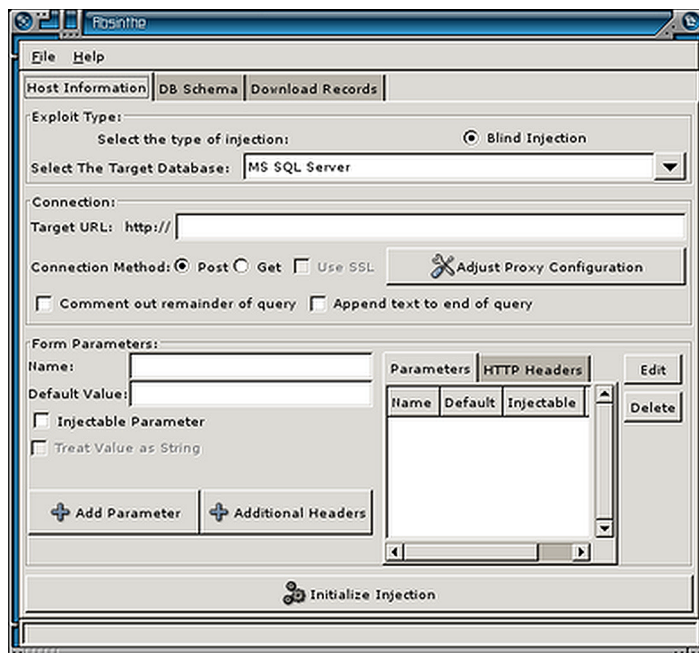 Absinthe
File Help
Host Information DB Schema Download Records
Exploit Type:
Select the type of injection: Blind Injection
Select The Target Database: MS SQL Server
Connection:
Target URL: http://
Connection Method: Post Get Use SSL Adjust Proxy Configuration
Comment out remainder of query Append text to end of query
Form Parameters:
Name:
Default Value:
Injectable Parameter
Treat Value as String
Add Parameter Additional Headers
Parameters HTTP Headers
Name Default Injectable
Edit
Delete
Initialize Injection